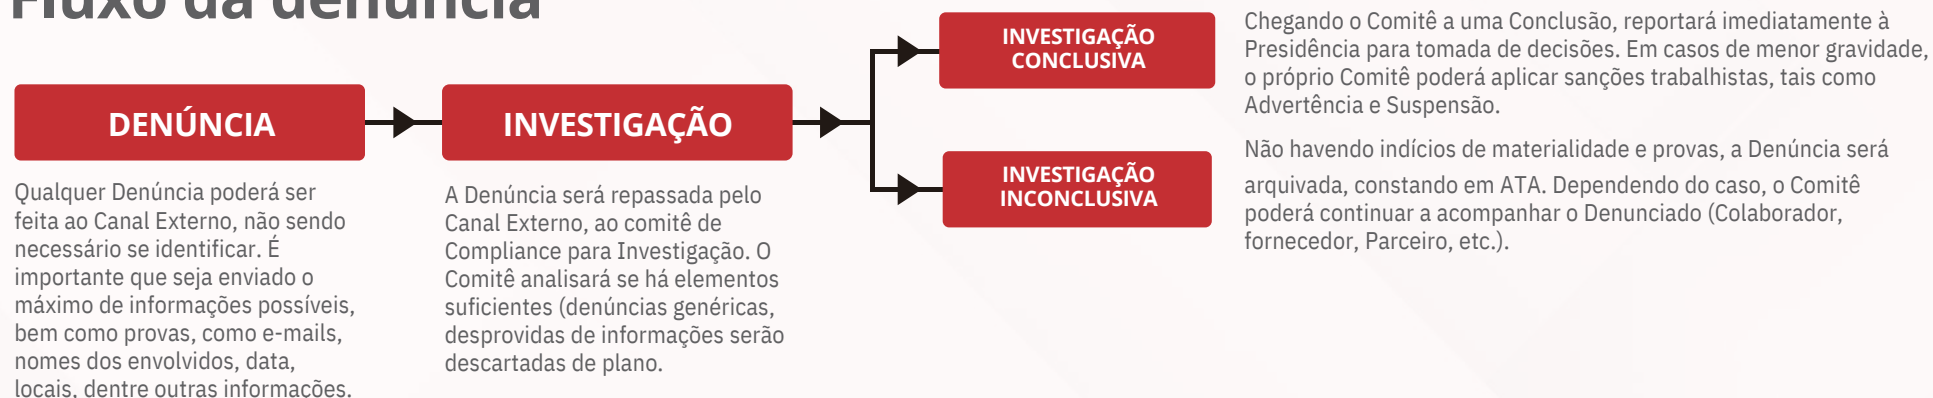 Fluxo da denúncia
DENÚNCIA
Qualquer Denúncia poderá ser
feita ao Canal Externo, não sendo
necessário se identificar. É
importante que seja enviado o
máximo de informações possíveis,
bem como provas, como e-mails,
nomes dos envolvidos, data,
locais, dentre outras informações.
INVESTIGAÇÃO
A Denúncia será repassada pelo
Canal Externo, ao comitê de
Compliance para Investigação. O
Comitê analisará se há elementos
suficientes (denúncias genéricas,
desprovidas de informações serão
descartadas de plano.
INVESTIGAÇÃO
CONCLUSIVA
Chegando o Comitê a uma Conclusão, reportará imediatamente à
Presidência para tomada de decisões. Em casos de menor gravidade,
o próprio Comitê poderá aplicar sanções trabalhistas, tais como
Advertência e Suspensão.
INVESTIGAÇÃO
INCONCLUSIVA
Não havendo indícios de materialidade e provas, a Denúncia será
arquivada, constando em ATA. Dependendo do caso, o Comitê
poderá continuar a acompanhar o Denunciado (Colaborador,
fornecedor, Parceiro, etc.).